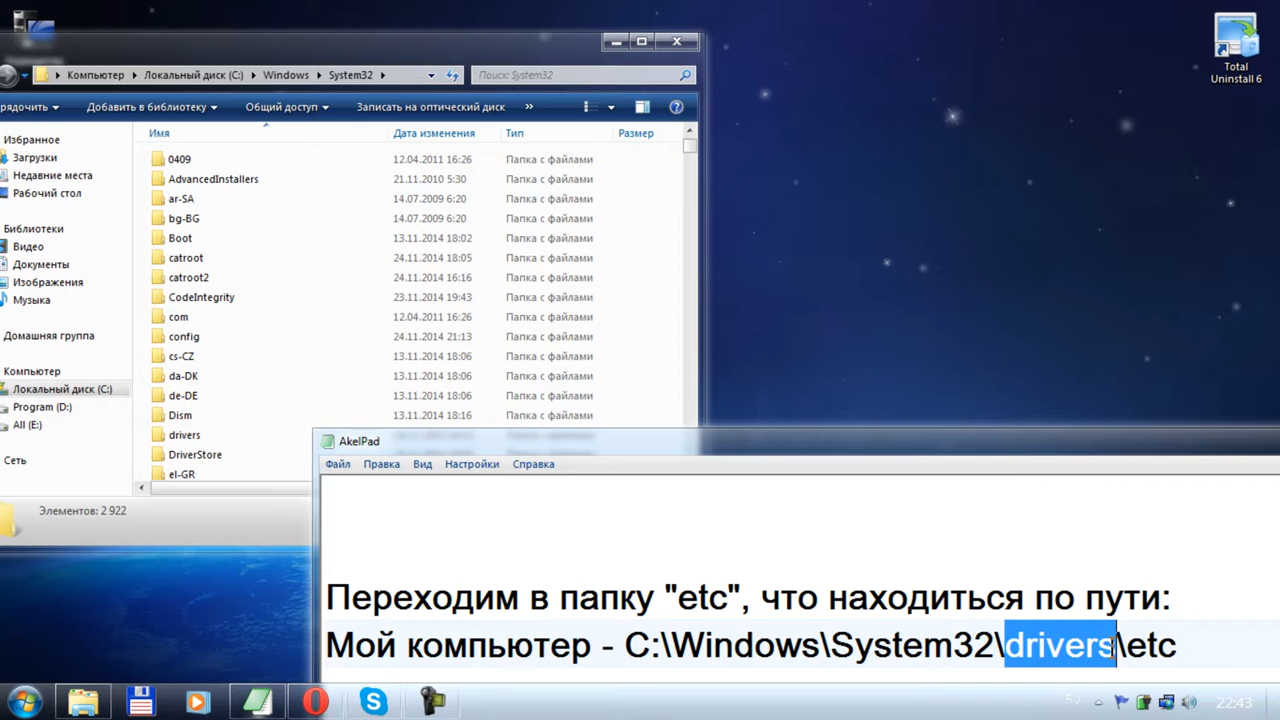 Total
Uninstall 6
Компьютер
Локальный диск (C:)
Windows
System32
Поиск: System32
рядочить
Добавить в библиотеку
Общий доступ
Записать на оптический диск
»
Имя
Дата изменения
Тип
Размер
Избранное
Загрузки
Недавние места
Рабочий стол
Библиотеки
Видео
Документы
Изображения
Музыка
Домашняя группа
Компьютер
Локальный диск (C:)
Program (D:)
All (E:)
Сеть
0409 12.04.2011 16:26 Папка с файлами
AdvancedInstallers 21.11.2010 5:30 Папка с файлами
ar-SA 14.07.2009 6:20 Папка с файлами
bg-BG 14.07.2009 6:20 Папка с файлами
Boot 13.11.2014 18:02 Папка с файлами
catroot 24.11.2014 18:05 Папка с файлами
catroot2 24.11.2014 16:16 Папка с файлами
CodeIntegrity 23.11.2014 19:43 Папка с файлами
com 12.04.2011 16:26 Папка с файлами
config 24.11.2014 21:13 Папка с файлами
cs-CZ 13.11.2014 18:06 Папка с файлами
da-DK 13.11.2014 18:06 Папка с файлами
de-DE 13.11.2014 18:06 Папка с файлами
Dism 13.11.2014 18:16 Папка с файлами
drivers
DriverStore
el-GR
Элементов: 2 922
AkelPad
Файл Правка Вид Настройки Справка
Переходим в папку "etc", что находиться по пути:
Мой компьютер - C:\Windows\System32\drivers\etc
RU
22:43